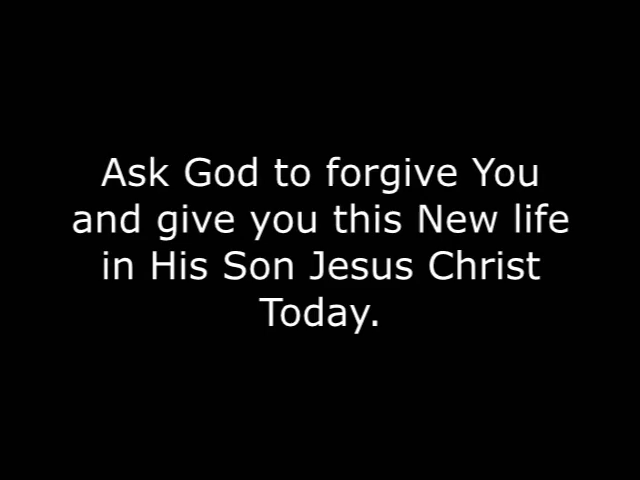 Ask God to forgive You
and give you this New life
in His Son Jesus Christ
Today.